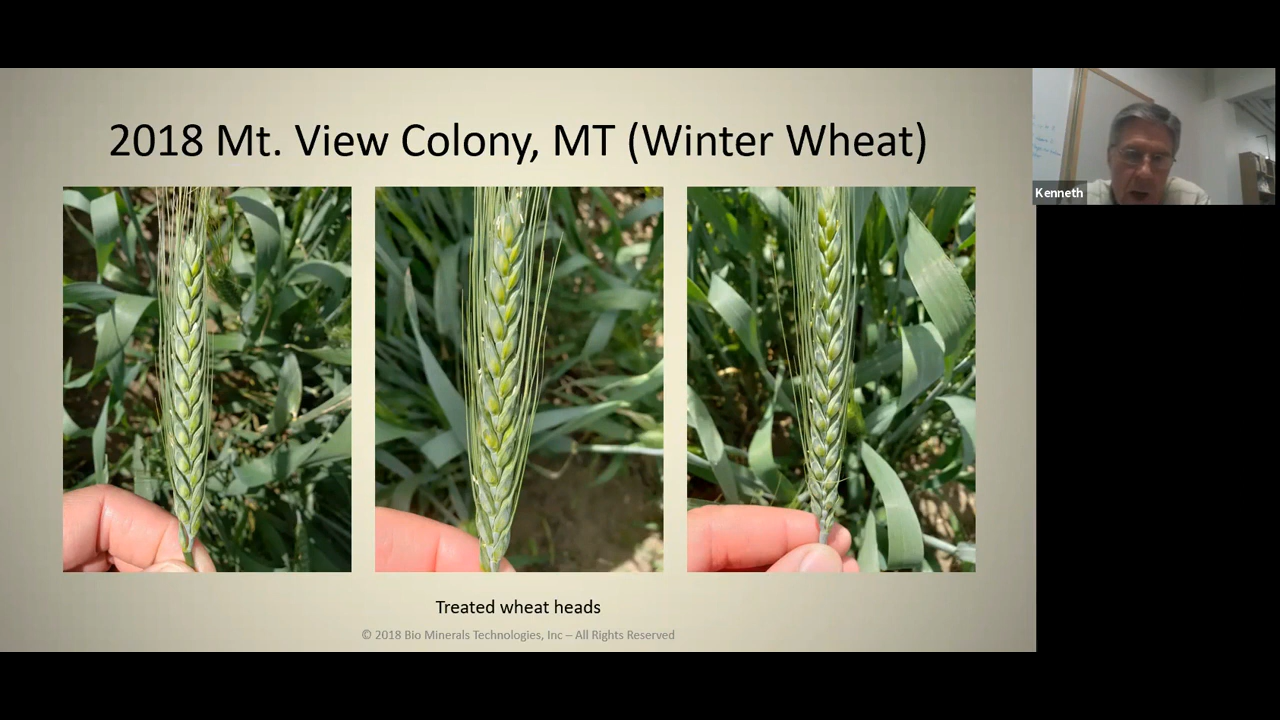 2018 Mt. View Colony, MT (Winter Wheat)
Kenneth
Treated wheat heads
© 2018 Bio Minerals Technologies, Inc – All Rights Reserved